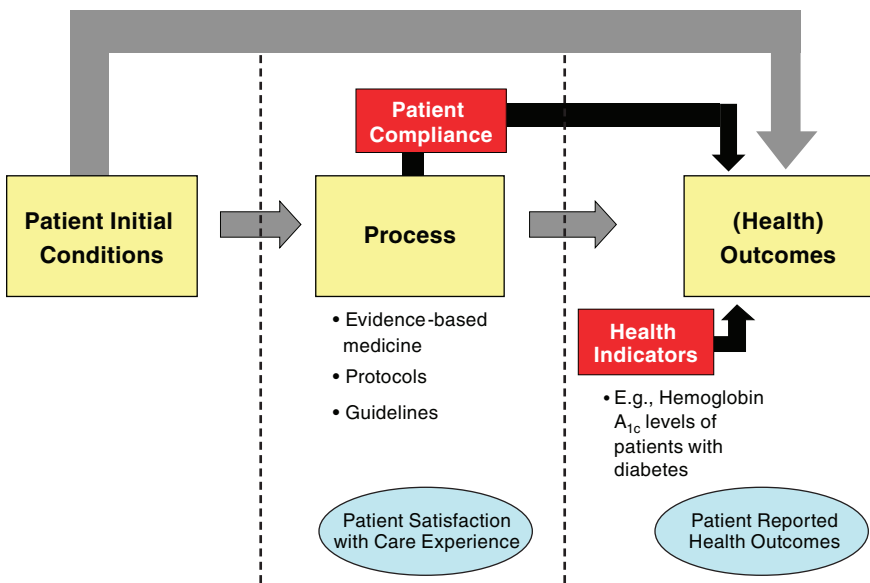 Patient
Compliance
Patient Initial
Conditions
Process
(Health)
Outcomes
• Evidence-based
medicine
• Protocols
• Guidelines
Health
Indicators
• E.g., Hemoglobin
A1c levels of
patients with
diabetes
Patient Satisfaction
with Care Experience
Patient Reported
Health Outcomes